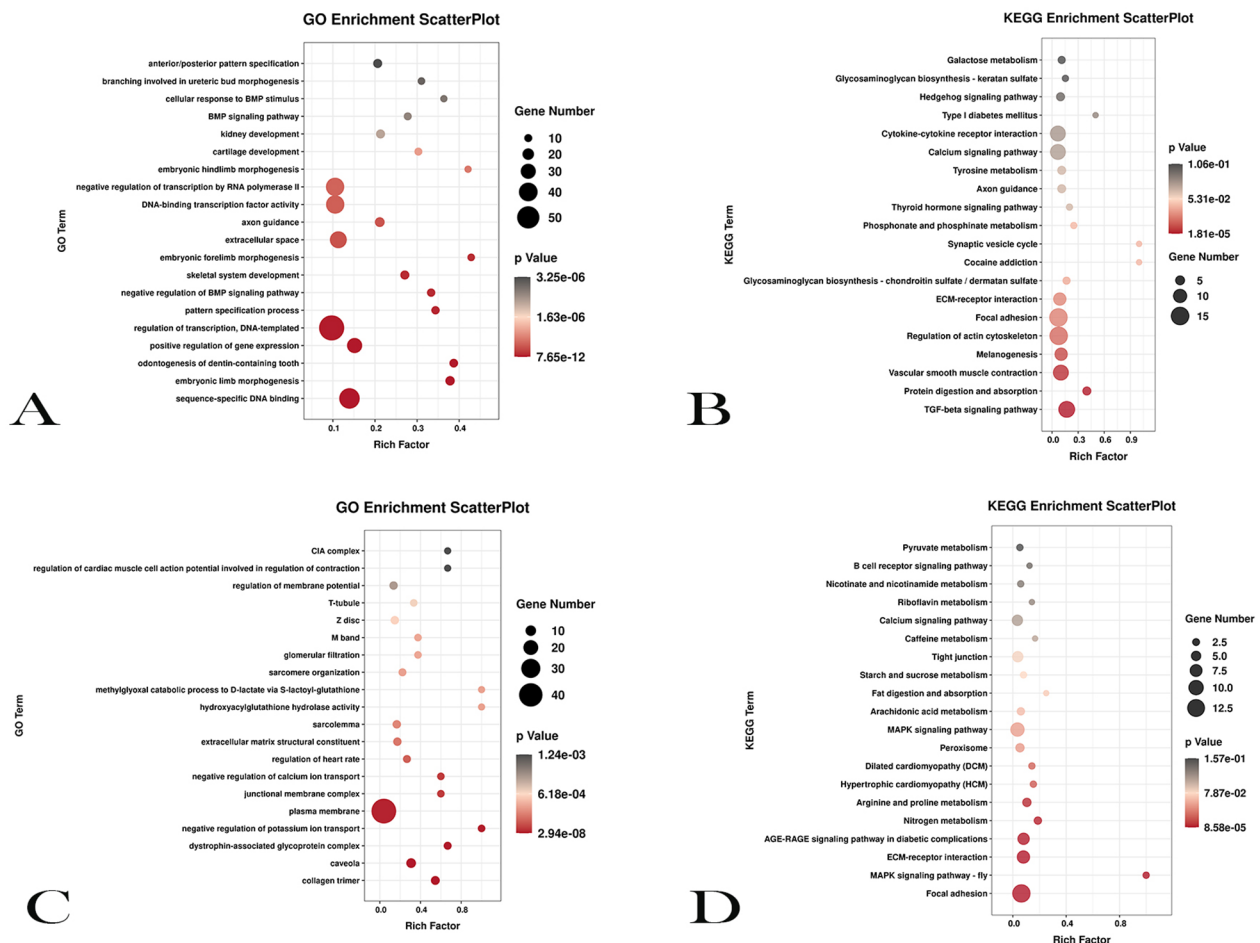 GO Enrichment ScatterPlot
GO Term
anterior/posterior pattern specification
branching involved in ureteric bud morphogenesis
cellular response to BMP stimulus
BMP signaling pathway
kidney development
cartilage development
embryonic hindlimb morphogenesis
negative regulation of transcription by RNA polymerase II
DNA-binding transcription factor activity
axon guidance
extracellular space
embryonic forelimb morphogenesis
skeletal system development
negative regulation of BMP signaling pathway
pattern specification process
regulation of transcription, DNA-templated
positive regulation of gene expression
odontogenesis of dentin-containing tooth
embryonic limb morphogenesis
sequence-specific DNA binding
0.1 0.2 0.3 0.4
Rich Factor
Gene Number
10
20
30
40
50
p Value
3.25e-06
1.63e-06
7.65e-12
A
KEGG Enrichment ScatterPlot
KEGG Term
Galactose metabolism
Glycosaminoglycan biosynthesis - keratan sulfate
Hedgehog signaling pathway
Type I diabetes mellitus
Cytokine-cytokine receptor interaction
Calcium signaling pathway
Tyrosine metabolism
Axon guidance
Thyroid hormone signaling pathway
Phosphonate and phosphinate metabolism
Synaptic vesicle cycle
Cocaine addiction
Glycosaminoglycan biosynthesis - chondroitin sulfate / dermatan sulfate
ECM-receptor interaction
Focal adhesion
Regulation of actin cytoskeleton
Melanogenesis
Vascular smooth muscle contraction
Protein digestion and absorption
TGF-beta signaling pathway
0.0 0.3 0.6 0.9
Rich Factor
p Value
1.06e-01
5.31e-02
1.81e-05
Gene Number
5
10
15
B
GO Enrichment ScatterPlot
GO Term
CIA complex
regulation of cardiac muscle cell action potential involved in regulation of contraction
regulation of membrane potential
T-tubule
Z disc
M band
glomerular filtration
sarcomere organization
methylglyoxal catabolic process to D-lactate via S-lactoyl-glutathione
hydroxyacylglutathione hydrolase activity
sarcolemma
extracellular matrix structural constituent
regulation of heart rate
negative regulation of calcium ion transport
junctional membrane complex
plasma membrane
negative regulation of potassium ion transport
dystrophin-associated glycoprotein complex
caveola
collagen trimer
0.0 0.4 0.8
Rich Factor
Gene Number
10
20
30
40
p Value
1.24e-03
6.18e-04
2.94e-08
C
KEGG Enrichment ScatterPlot
KEGG Term
Pyruvate metabolism
B cell receptor signaling pathway
Nicotinate and nicotinamide metabolism
Riboflavin metabolism
Calcium signaling pathway
Caffeine metabolism
Tight junction
Starch and sucrose metabolism
Fat digestion and absorption
Arachidonic acid metabolism
MAPK signaling pathway
Peroxisome
Dilated cardiomyopathy (DCM)
Hypertrophic cardiomyopathy (HCM)
Arginine and proline metabolism
Nitrogen metabolism
AGE-RAGE signaling pathway in diabetic complications
ECM-receptor interaction
MAPK signaling pathway - fly
Focal adhesion
0.0 0.4 0.8
Rich Factor
Gene Number
2.5
5.0
7.5
10.0
12.5
p Value
1.57e-01
7.87e-02
8.58e-05
D